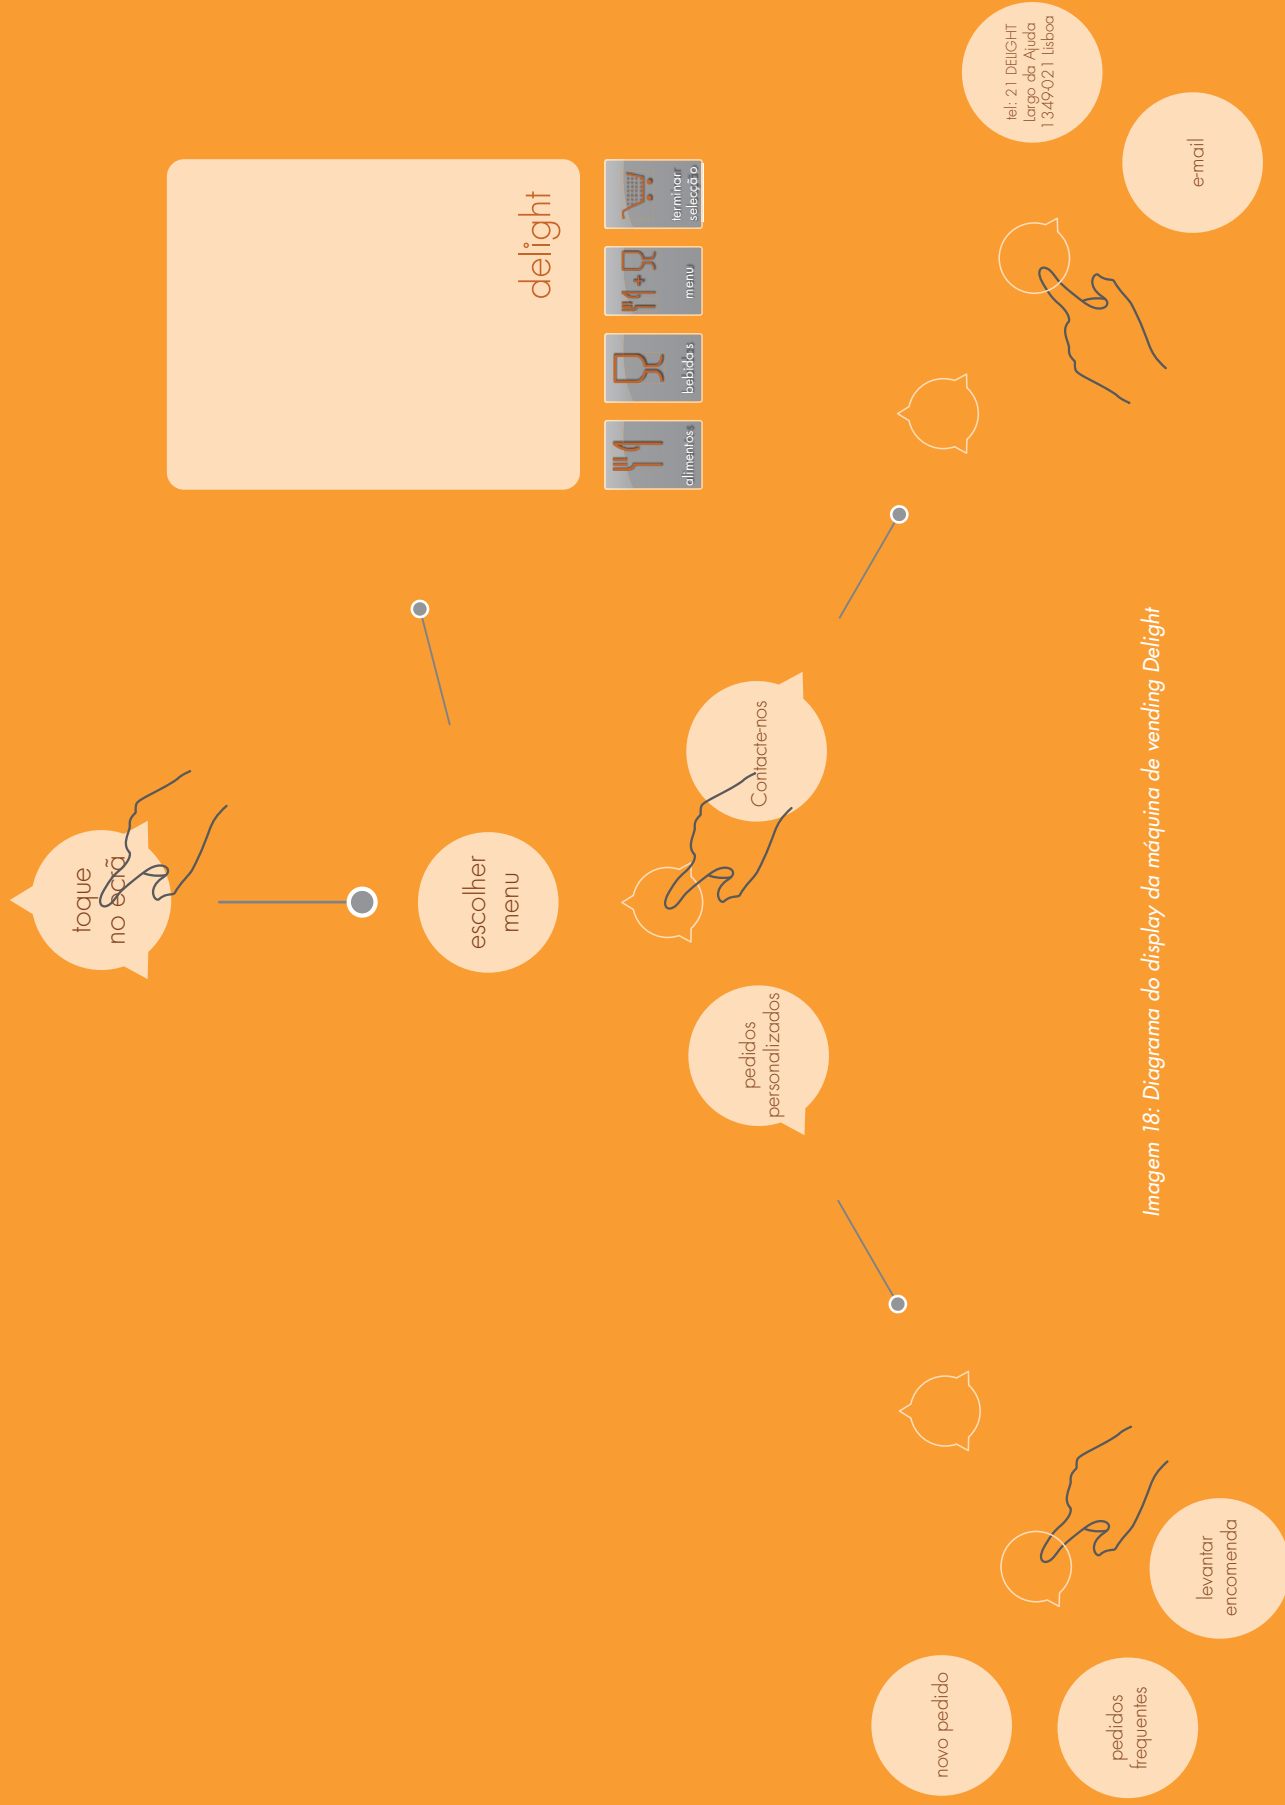 toque
no ecrã
escolher
menu
delight
alimentos
bebidas
menu
terminar
selecção
pedidos
personalizados
Contacte-nos
novo pedido
pedidos
frequentes
levantar
encomenda
tel: 21 DELIGHT
Largo da Ajuda
1349-021 Lisboa
e-mail
Imagem 18: Diagrama do display da máquina de vending Delight